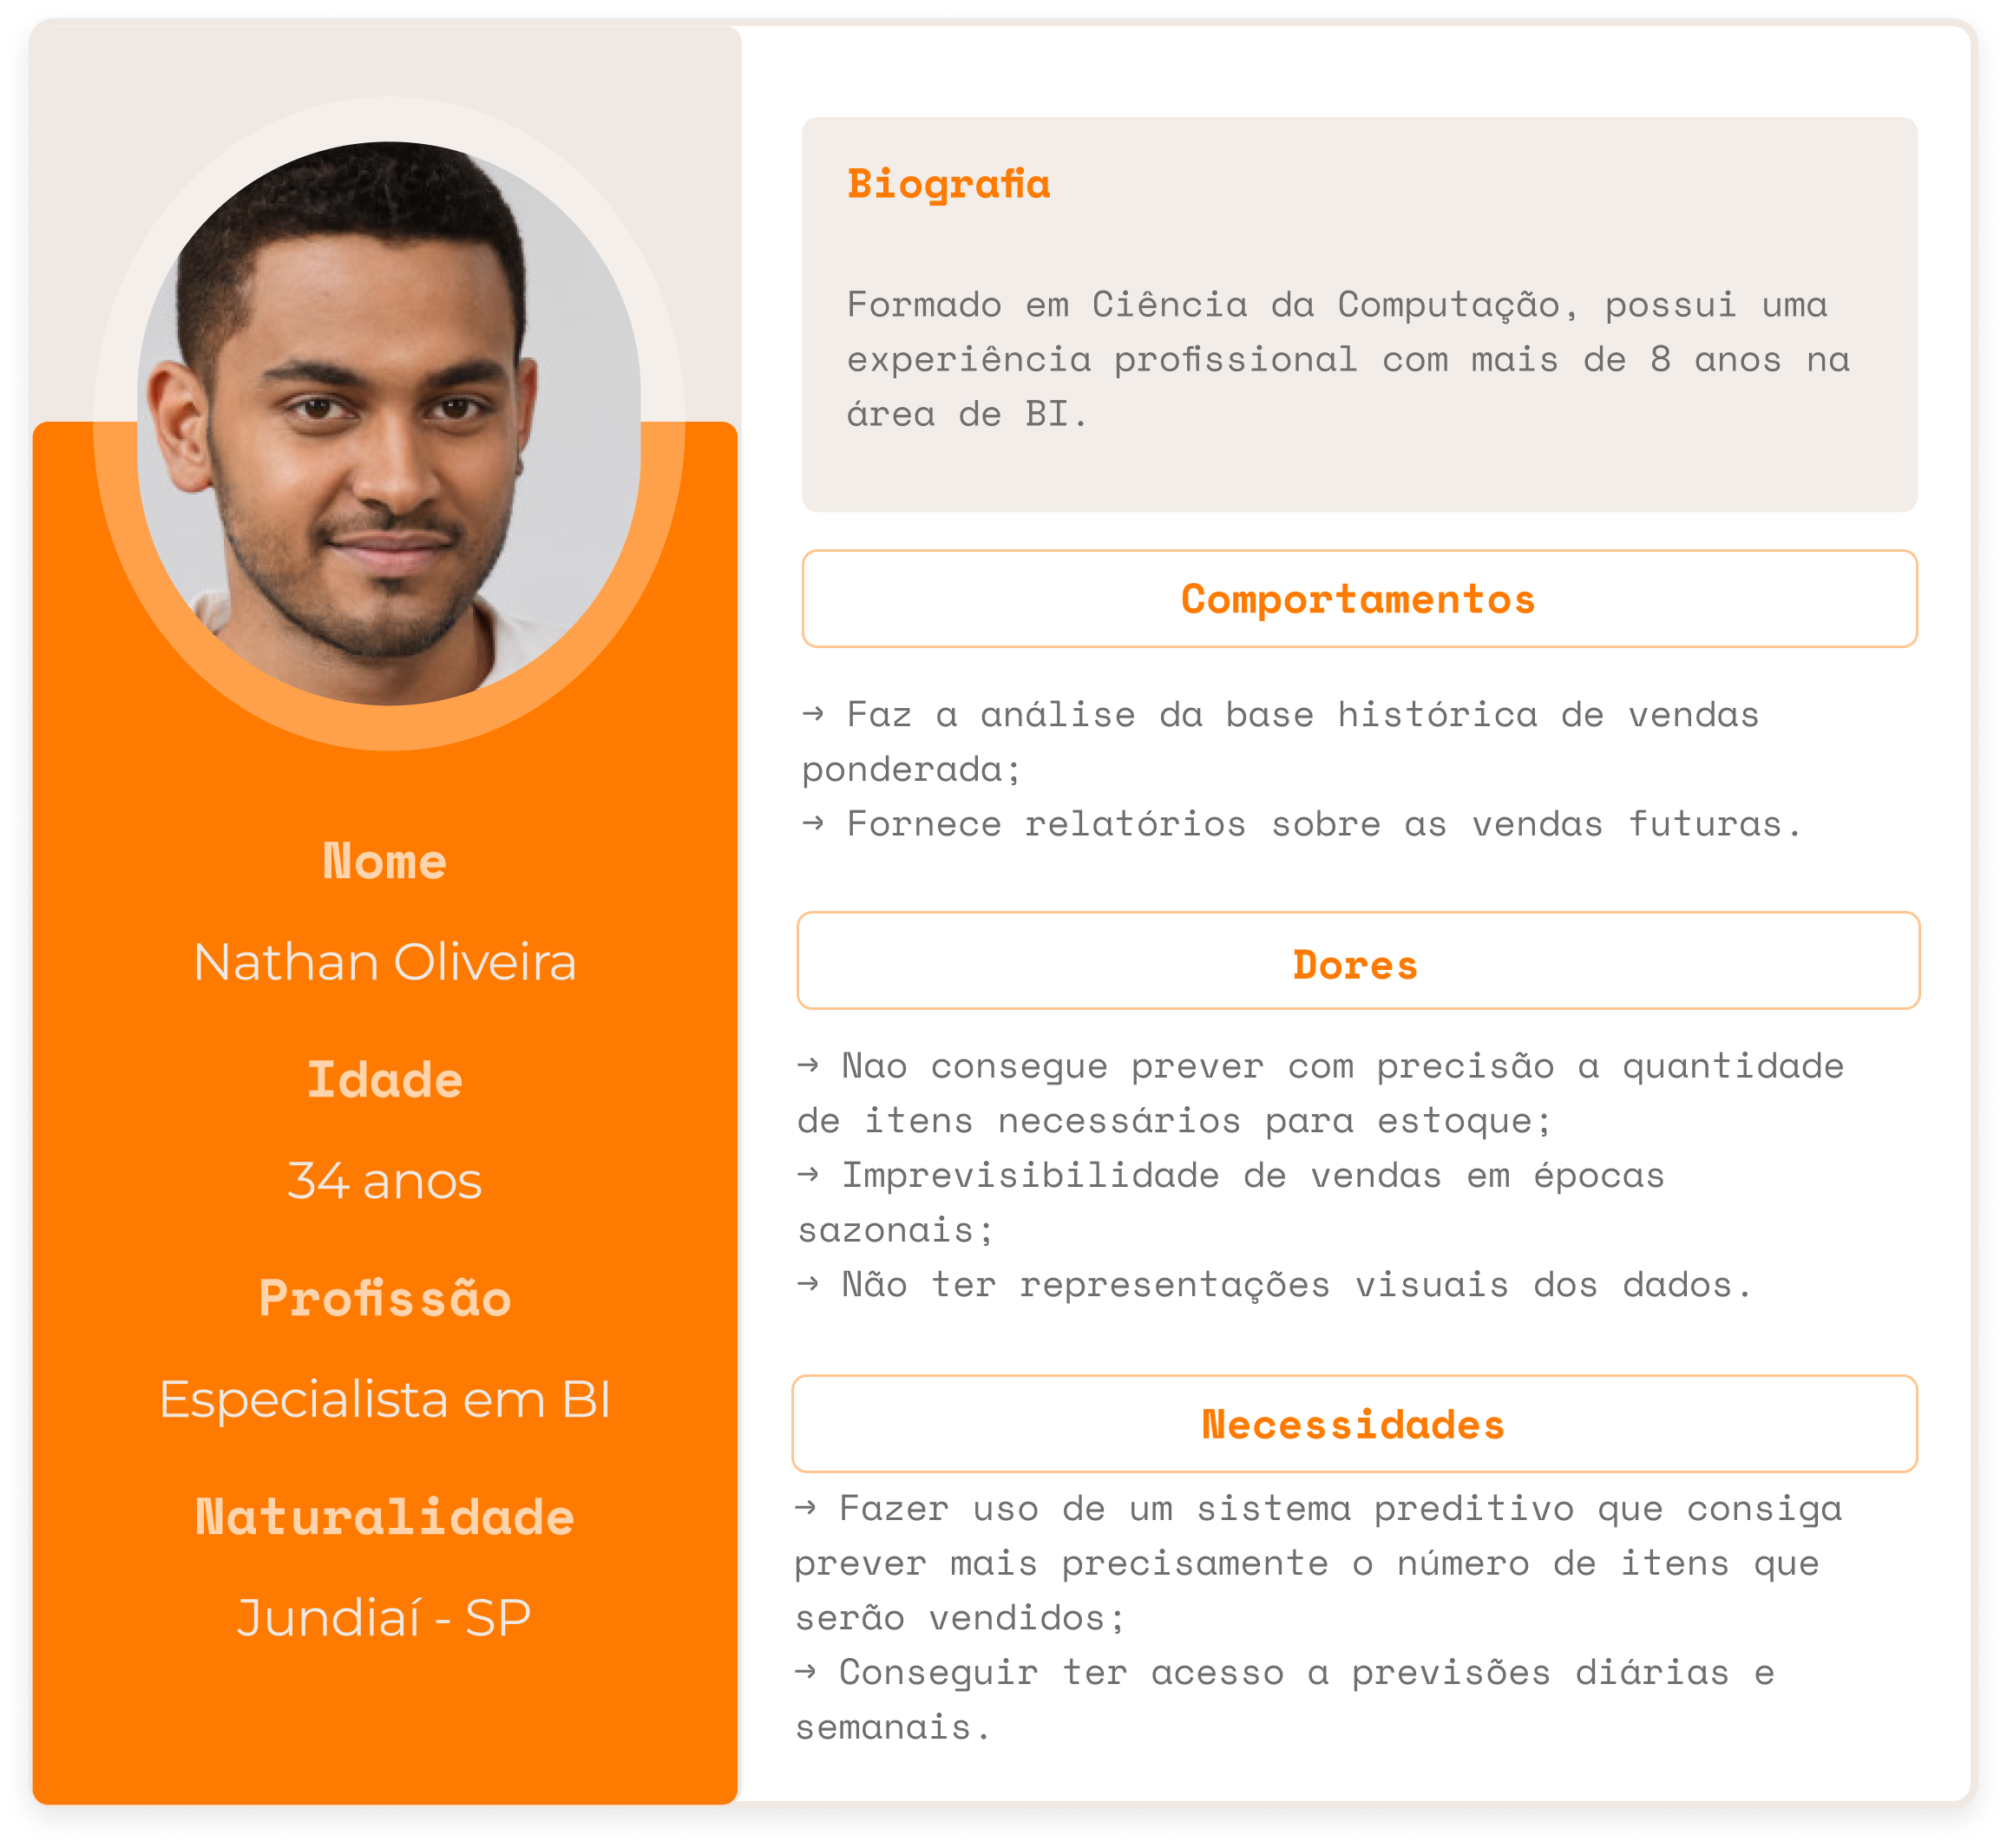 Nome
Nathan Oliveira
Idade
34 anos
Profissão
Especialista em BI
Naturalidade
Jundiaí - SP
Biografia
Formado em Ciência da Computação, possui uma
experiência profissional com mais de 8 anos na
área de BI.
Comportamentos
→ Faz a análise da base histórica de vendas
ponderada;
→ Fornece relatórios sobre as vendas futuras.
Dores
→ Nao consegue prever com precisão a quantidade
de itens necessários para estoque;
→ Imprevisibilidade de vendas em épocas
sazonais;
→ Não ter representações visuais dos dados.
Necessidades
→ Fazer uso de um sistema preditivo que consiga
prever mais precisamente o número de itens que
serão vendidos;
→ Conseguir ter acesso a previsões diárias e
semanais.